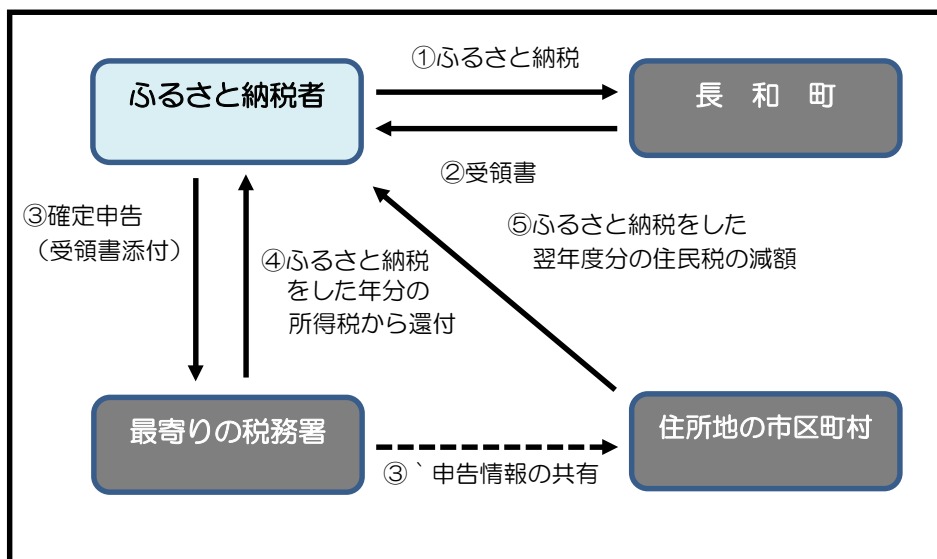 ①ふるさと納税
ふるさと納税者
長　和　町
②受領書
③確定申告
（受領書添付）
④ふるさと納税
をした年分の
所得税から還付
⑤ふるさと納税をした
翌年度分の住民税の減額
最寄りの税務署
住所地の市区町村
③｀申告情報の共有